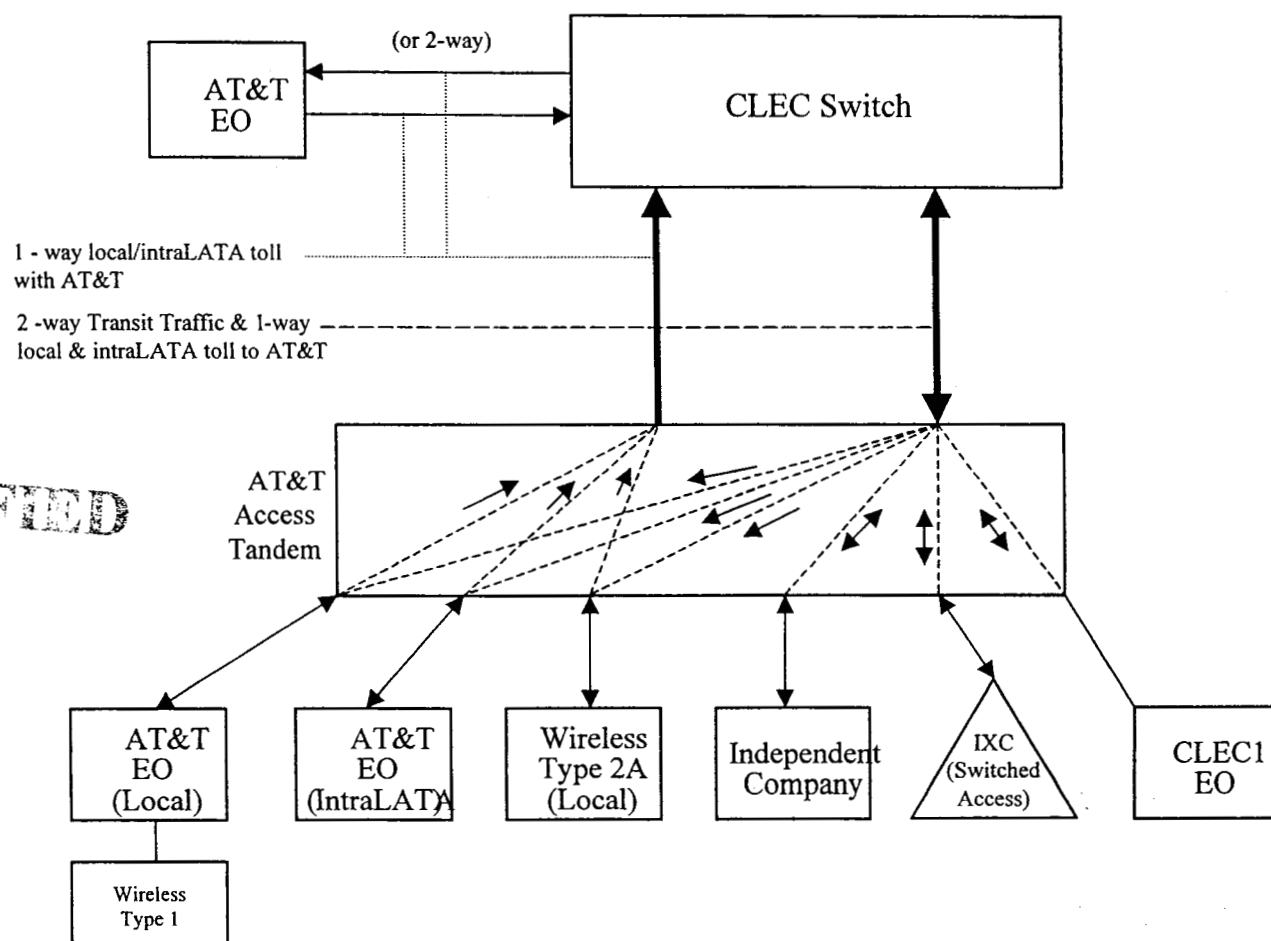 (or 2-way)
AT&T
EO
CLEC Switch
1 - way local/intraLATA toll
with AT&T
2 -way Transit Traffic & 1-way
local & intraLATA toll to AT&T
AT&T
Access
Tandem
AT&T
EO
(Local)
AT&T
EO
(IntraLATA)
Wireless
Type 2A
(Local)
Independent
Company
IXC
(Switched
Access)
CLEC1
EO
Wireless
Type 1